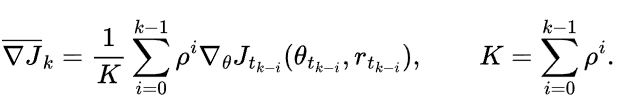 $$\overline{\nabla J}_k = \frac{1}{K} \sum_{i=0}^{k-1} \rho^i \nabla_\theta J_{t_{k-i}}(\theta_{t_{k-i}}, r_{t_{k-i}}), \qquad K = \sum_{i=0}^{k-1} \rho^i.$$